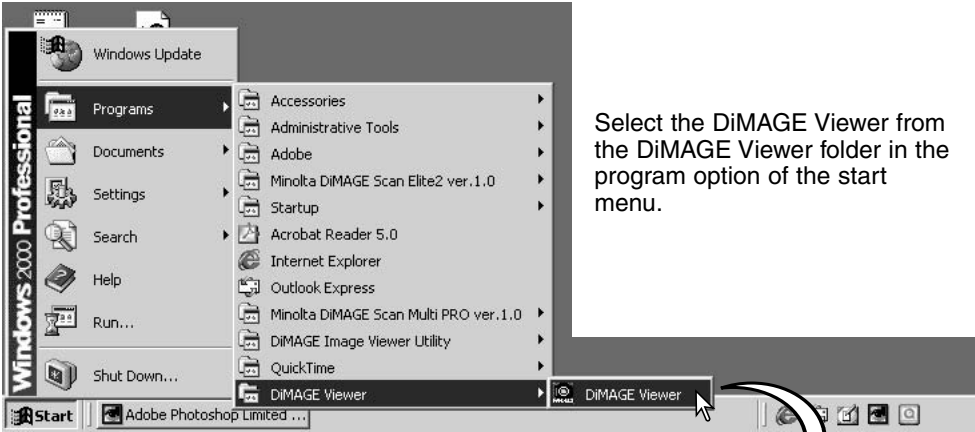 Windows 2000 Professional
Windows Update
Programs
Documents
Settings
Search
Help
Run...
Shut Down...
Accessories
Administrative Tools
Adobe
Minolta DiMAGE Scan Elite2 ver.1.0
Startup
Acrobat Reader 5.0
Internet Explorer
Outlook Express
Minolta DiMAGE Scan Multi PRO ver.1.0
DiMAGE Image Viewer Utility
QuickTime
DiMAGE Viewer
DiMAGE Viewer
Start
Adobe Photoshop Limited ...
Select the DiMAGE Viewer from
the DiMAGE Viewer folder in the
program option of the start
menu.